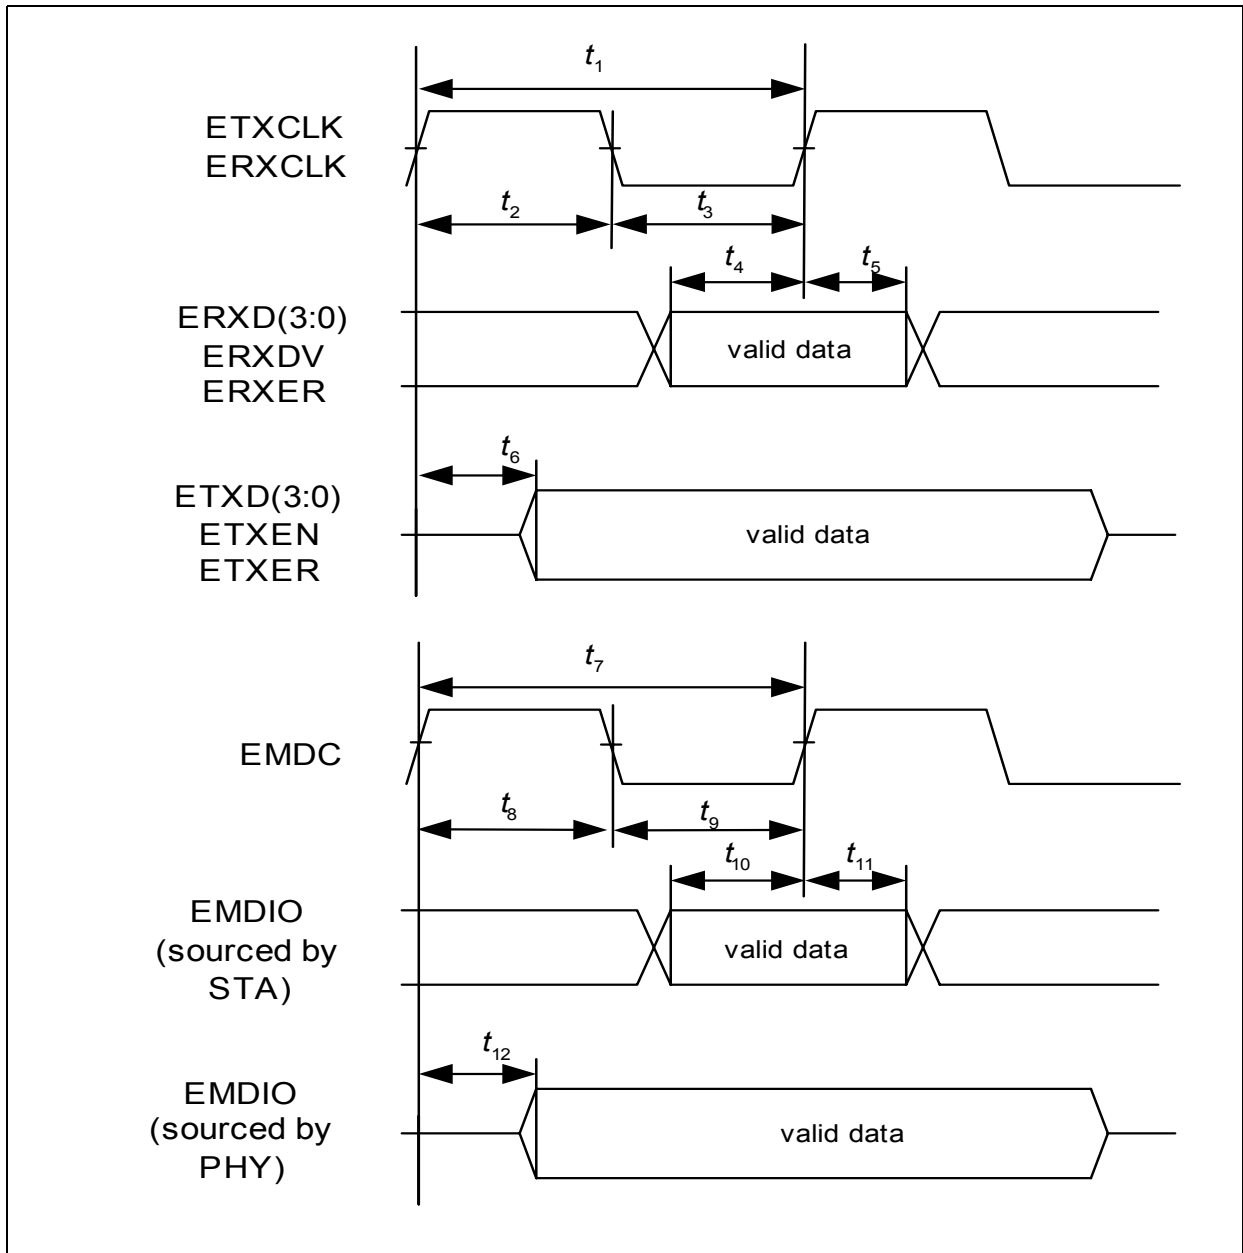 t₁
ETXCLK
ERXCLK
t₂ t₃
t₄ t₅
ERXD(3:0)
ERXDV
ERXER
valid data
t₆
ETXD(3:0)
ETXEN
ETXER
valid data
t₇
EMDC
t₈ t₉
t₁₀ t₁₁
EMDIO
(sourced by
STA)
valid data
t₁₂
EMDIO
(sourced by
PHY)
valid data